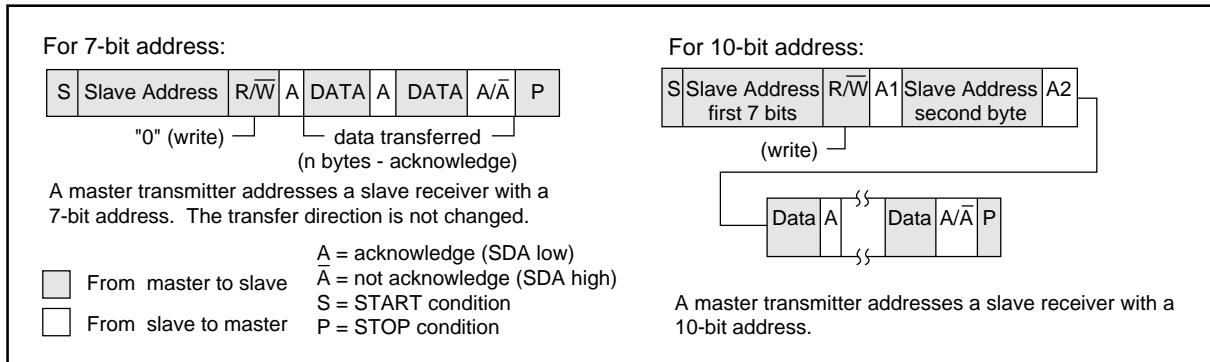 For 7-bit address:
S Slave Address R/W̅ A DATA A DATA A/A̅ P
"0" (write) data transferred
(n bytes - acknowledge)
A master transmitter addresses a slave receiver with a
7-bit address. The transfer direction is not changed.
From master to slave
From slave to master
A = acknowledge (SDA low)
A̅ = not acknowledge (SDA high)
S = START condition
P = STOP condition
For 10-bit address:
S Slave Address first 7 bits R/W̅ A1 Slave Address second byte A2
(write)
Data A Data A/A̅ P
A master transmitter addresses a slave receiver with a
10-bit address.